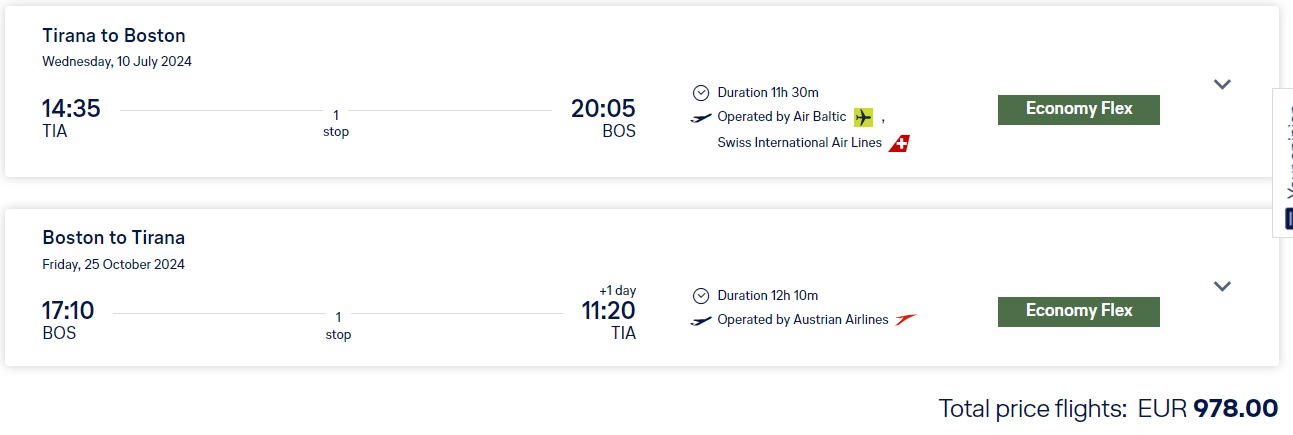 Tirana to Boston
Wednesday, 10 July 2024
14:35
TIA
1
stop
20:05
BOS
Duration 11h 30m
Operated by Air Baltic ,
Swiss International Air Lines
Economy Flex
Boston to Tirana
Friday, 25 October 2024
17:10
BOS
1
stop
+1 day
11:20
TIA
Duration 12h 10m
Operated by Austrian Airlines
Economy Flex
Total price flights: EUR 978.00